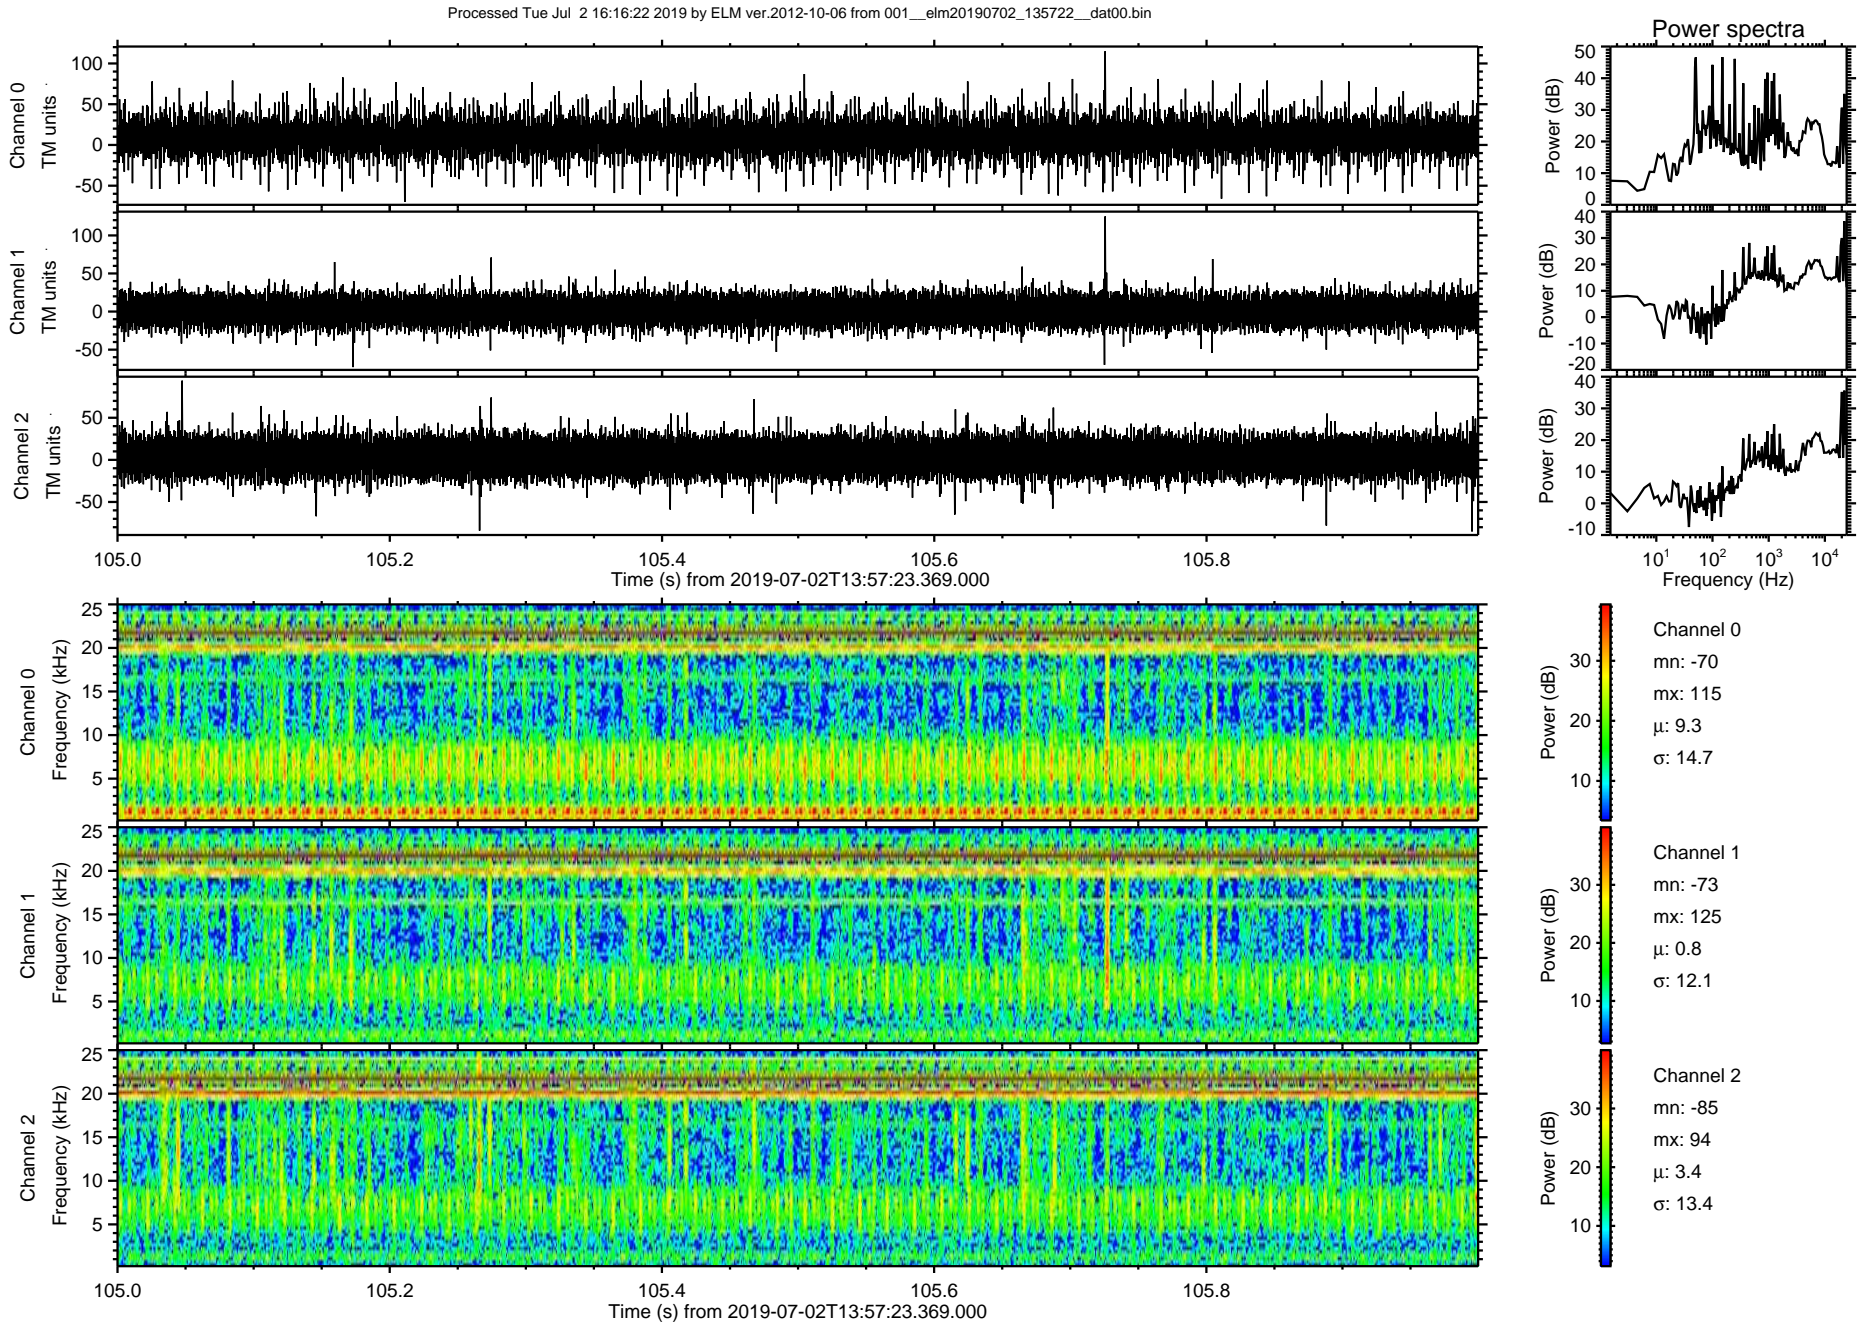 Processed Tue Jul  2 16:16:22 2019 by ELM ver.2012-10-06 from 001__elm20190702_135722__dat00.bin
Power spectra
Channel 0
TM units
100
50
0
-50
Power (dB)
50
40
30
20
10
0
Channel 1
TM units
100
50
0
-50
Power (dB)
40
30
20
10
0
-10
-20
Channel 2
TM units
50
0
-50
Power (dB)
40
30
20
10
0
-10
105.0 105.2 105.4 105.6 105.8
Time (s) from 2019-07-02T13:57:23.369.000
10¹ 10² 10³ 10⁴
Frequency (Hz)
Channel 0
Frequency (kHz)
25
20
15
10
5
Power (dB)
30
20
10
Channel 0
mn: -70
mx: 115
μ: 9.3
σ: 14.7
Channel 1
Frequency (kHz)
25
20
15
10
5
Power (dB)
30
20
10
Channel 1
mn: -73
mx: 125
μ: 0.8
σ: 12.1
Channel 2
Frequency (kHz)
25
20
15
10
5
Power (dB)
30
20
10
Channel 2
mn: -85
mx: 94
μ: 3.4
σ: 13.4
105.0 105.2 105.4 105.6 105.8
Time (s) from 2019-07-02T13:57:23.369.000